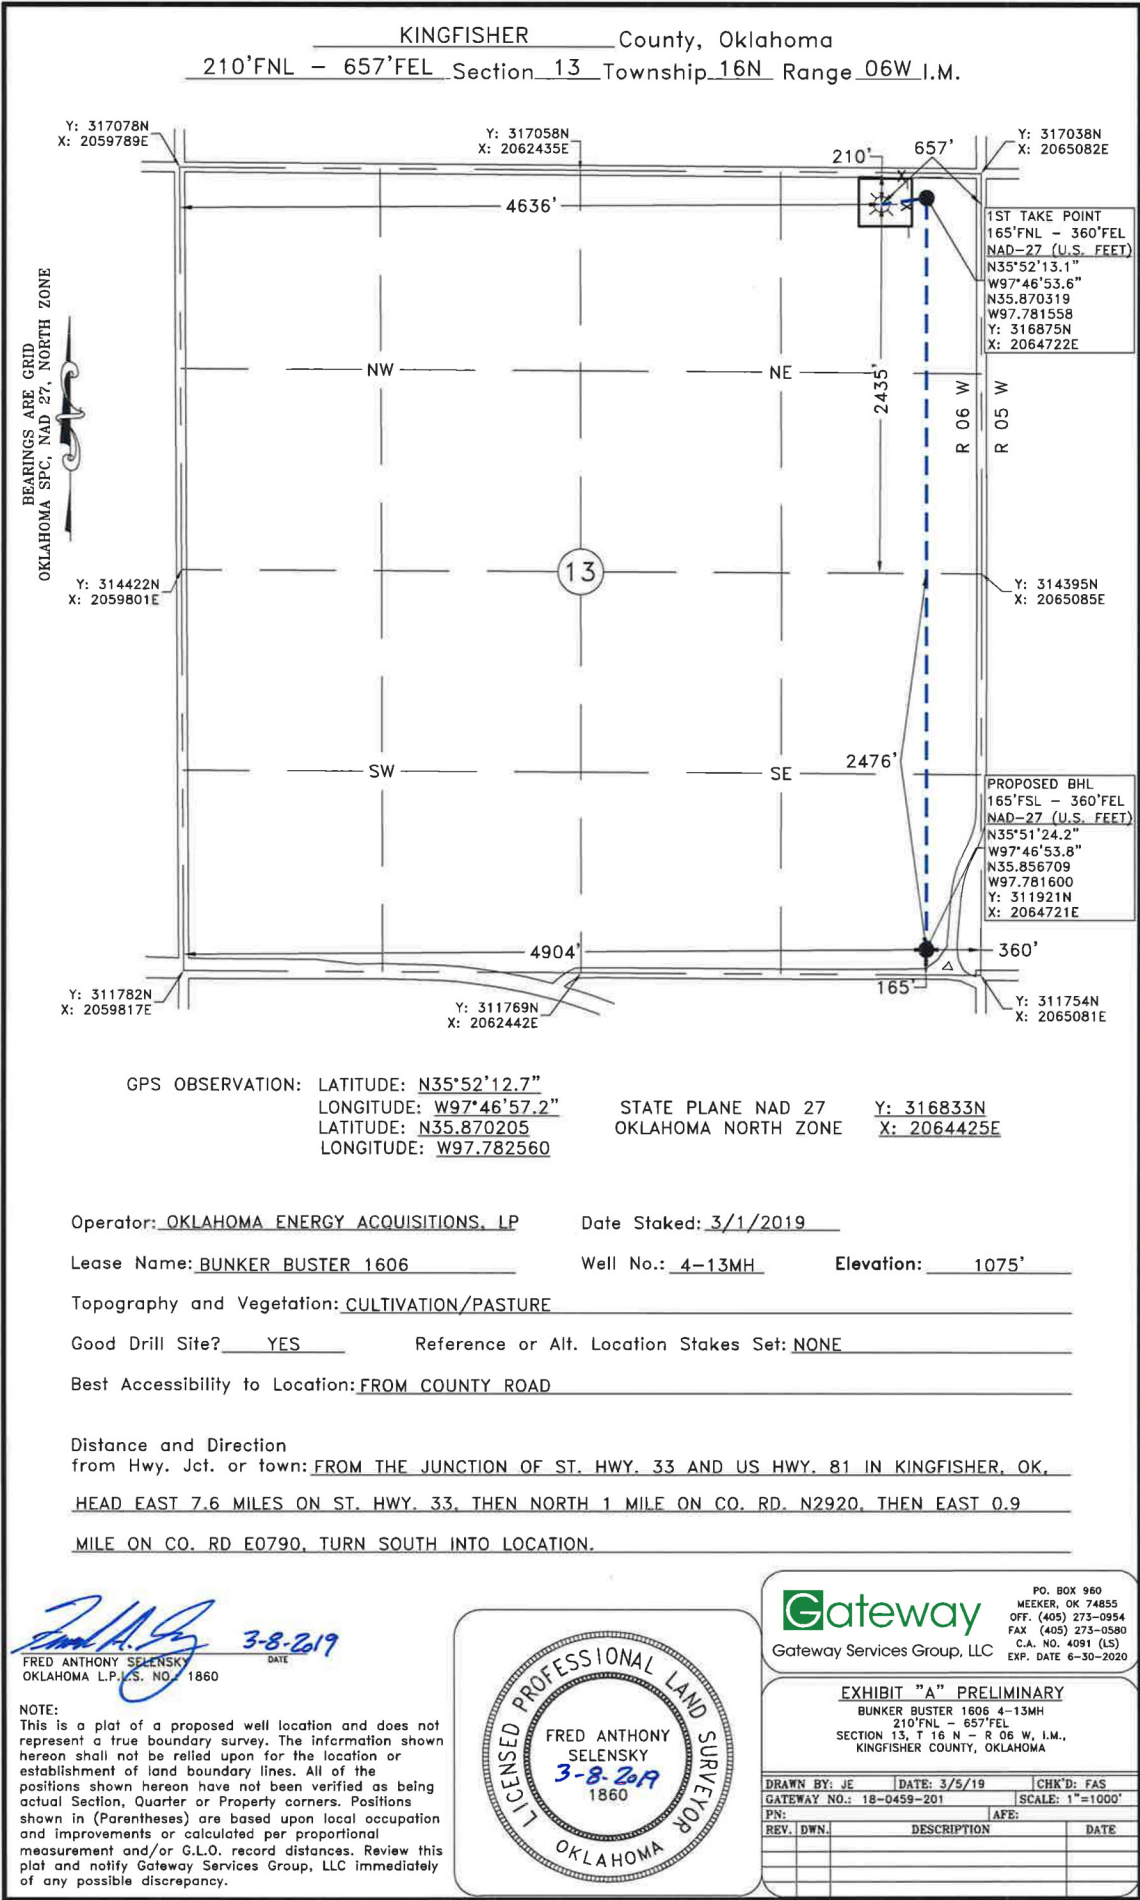 KINGFISHER County, Oklahoma
210'FNL - 657'FEL Section 13 Township 16N Range 06W I.M.
Y: 317078N
X: 2059789E
Y: 317058N
X: 2062435E
Y: 317038N
X: 2065082E
210'
657'
4636'
1ST TAKE POINT
165'FNL - 360'FEL
NAD-27 (U.S. FEET)
N35°52'13.1"
W97°46'53.6"
N35.870319
W97.781558
Y: 316875N
X: 2064722E
BEARINGS ARE GRID
OKLAHOMA SPC, NAD 27, NORTH ZONE
NW
NE
2435'
R 06 W
R 05 W
13
Y: 314422N
X: 2059801E
Y: 314395N
X: 2065085E
SW
SE
2476'
PROPOSED BHL
165'FSL - 360'FEL
NAD-27 (U.S. FEET)
N35°51'24.2"
W97°46'53.8"
N35.856709
W97.781600
Y: 311921N
X: 2064721E
4904'
360'
165'
Y: 311782N
X: 2059817E
Y: 311769N
X: 2062442E
Y: 311754N
X: 2065081E
GPS OBSERVATION: LATITUDE: N35°52'12.7"
LONGITUDE: W97°46'57.2"
LATITUDE: N35.870205
LONGITUDE: W97.782560
STATE PLANE NAD 27 Y: 316833N
OKLAHOMA NORTH ZONE X: 2064425E
Operator: OKLAHOMA ENERGY ACQUISITIONS, LP Date Staked: 3/1/2019
Lease Name: BUNKER BUSTER 1606 Well No.: 4-13MH Elevation: 1075'
Topography and Vegetation: CULTIVATION/PASTURE
Good Drill Site? YES Reference or Alt. Location Stakes Set: NONE
Best Accessibility to Location: FROM COUNTY ROAD
Distance and Direction
from Hwy. Jct. or town: FROM THE JUNCTION OF ST. HWY. 33 AND US HWY. 81 IN KINGFISHER, OK,
HEAD EAST 7.6 MILES ON ST. HWY. 33, THEN NORTH 1 MILE ON CO. RD. N2920, THEN EAST 0.9
MILE ON CO. RD E0790, TURN SOUTH INTO LOCATION.
3-8-2019
FRED ANTHONY SELENSKY DATE
OKLAHOMA L.P.L.S. NO. 1860
NOTE:
This is a plat of a proposed well location and does not
represent a true boundary survey. The information shown
hereon shall not be relied upon for the location or
establishment of land boundary lines. All of the
positions shown hereon have not been verified as being
actual Section, Quarter or Property corners. Positions
shown in (Parentheses) are based upon local occupation
and improvements or calculated per proportional
measurement and/or G.L.O. record distances. Review this
plat and notify Gateway Services Group, LLC immediately
of any possible discrepancy.
LICENSED PROFESSIONAL LAND SURVEYOR
FRED ANTHONY
SELENSKY
3-8-2019
1860
OKLAHOMA
Gateway
Gateway Services Group, LLC
PO. BOX 960
MEEKER, OK 74855
OFF. (405) 273-0954
FAX (405) 273-0580
C.A. NO. 4091 (LS)
EXP. DATE 6-30-2020
EXHIBIT "A" PRELIMINARY
BUNKER BUSTER 1606 4-13MH
210'FNL - 657'FEL
SECTION 13, T 16 N - R 06 W, I.M.,
KINGFISHER COUNTY, OKLAHOMA
DRAWN BY: JE DATE: 3/5/19 CHK'D: FAS
GATEWAY NO.: 18-0459-201 SCALE: 1"=1000'
PN: AFE:
REV. DWN. DESCRIPTION DATE